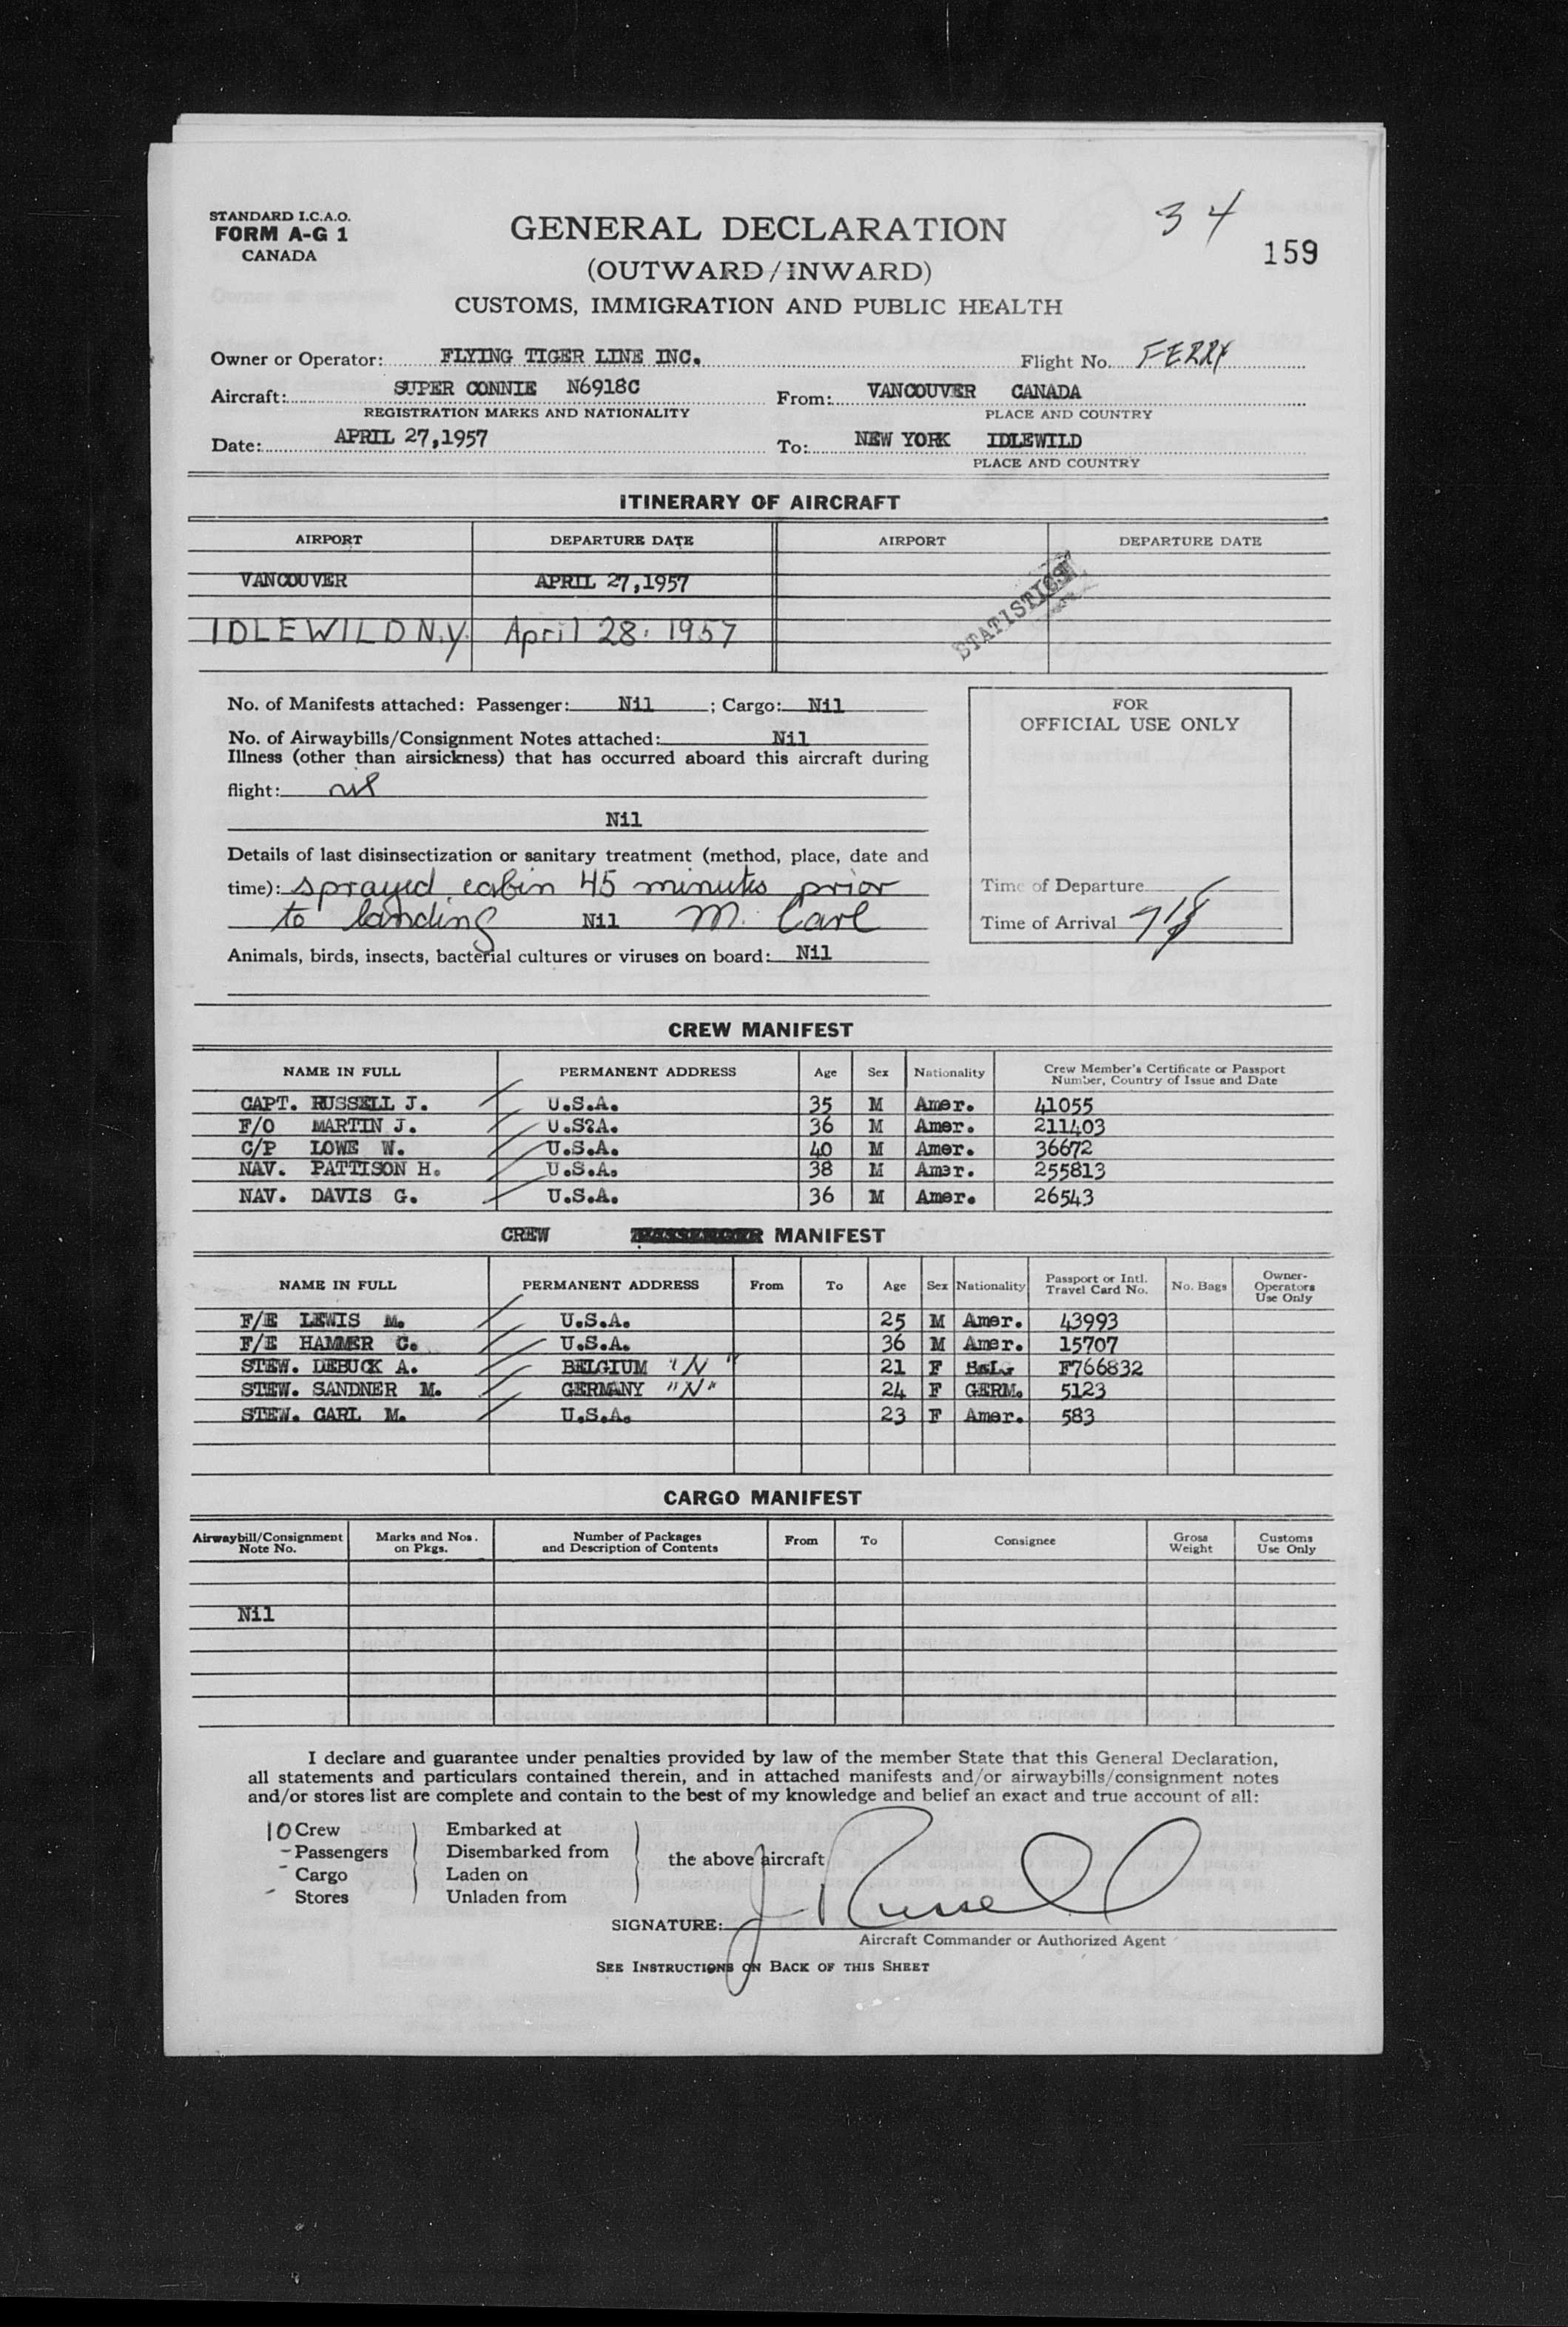 STANDARD I.C.A.O.
FORM A-G 1
CANADA
GENERAL DECLARATION
(OUTWARD/INWARD)
CUSTOMS, IMMIGRATION AND PUBLIC HEALTH
34
159
Owner or Operator: FLYING TIGER LINE INC. Flight No. FERRY
Aircraft: SUPER CONNIE N6918C From: VANCOUVER CANADA
REGISTRATION MARKS AND NATIONALITY PLACE AND COUNTRY
Date: APRIL 27,1957 To: NEW YORK IDLEWILD
PLACE AND COUNTRY
ITINERARY OF AIRCRAFT
AIRPORT DEPARTURE DATE AIRPORT DEPARTURE DATE
VANCOUVER APRIL 27,1957
IDLEWILD N.Y. April 28. 1957
STATISTICS
No. of Manifests attached: Passenger: Nil ; Cargo: Nil
No. of Airwaybills/Consignment Notes attached: Nil
Illness (other than airsickness) that has occurred aboard this aircraft during
flight: nil
Nil
Details of last disinsectization or sanitary treatment (method, place, date and
time): sprayed cabin 45 minutes prior
to landing Nil M. Carl
Animals, birds, insects, bacterial cultures or viruses on board: Nil
FOR
OFFICIAL USE ONLY
Time of Departure
Time of Arrival
CREW MANIFEST
NAME IN FULL PERMANENT ADDRESS Age Sex Nationality Crew Member's Certificate or Passport Number, Country of Issue and Date
CAPT. RUSSELL J. U.S.A. 35 M Amer. 41055
F/O MARTIN J. U.S?A. 36 M Amer. 211403
C/P LOWE W. U.S.A. 40 M Amer. 36672
NAV. PATTISON H. U.S.A. 38 M Amer. 255813
NAV. DAVIS G. U.S.A. 36 M Amer. 26543
CREW PASSENGER MANIFEST
NAME IN FULL PERMANENT ADDRESS From To Age Sex Nationality Passport or Intl. Travel Card No. No. Bags Owner-Operators Use Only
F/E LEWIS M. U.S.A. 25 M Amer. 43993
F/E HAMMER C. U.S.A. 36 M Amer. 15707
STEW. DEBUCK A. BELGIUM "N" 21 F BELG F766832
STEW. SANDNER M. GERMANY "N" 24 F GERM. 5123
STEW. CARL M. U.S.A. 23 F Amer. 583
CARGO MANIFEST
Airwaybill/Consignment Note No. Marks and Nos. on Pkgs. Number of Packages and Description of Contents From To Consignee Gross Weight Customs Use Only
Nil
I declare and guarantee under penalties provided by law of the member State that this General Declaration,
all statements and particulars contained therein, and in attached manifests and/or airwaybills/consignment notes
and/or stores list are complete and contain to the best of my knowledge and belief an exact and true account of all:
10 Crew Embarked at
- Passengers Disembarked from
- Cargo Laden on
- Stores Unladen from
the above aircraft
SIGNATURE: J. Russell
Aircraft Commander or Authorized Agent
SEE INSTRUCTIONS ON BACK OF THIS SHEET